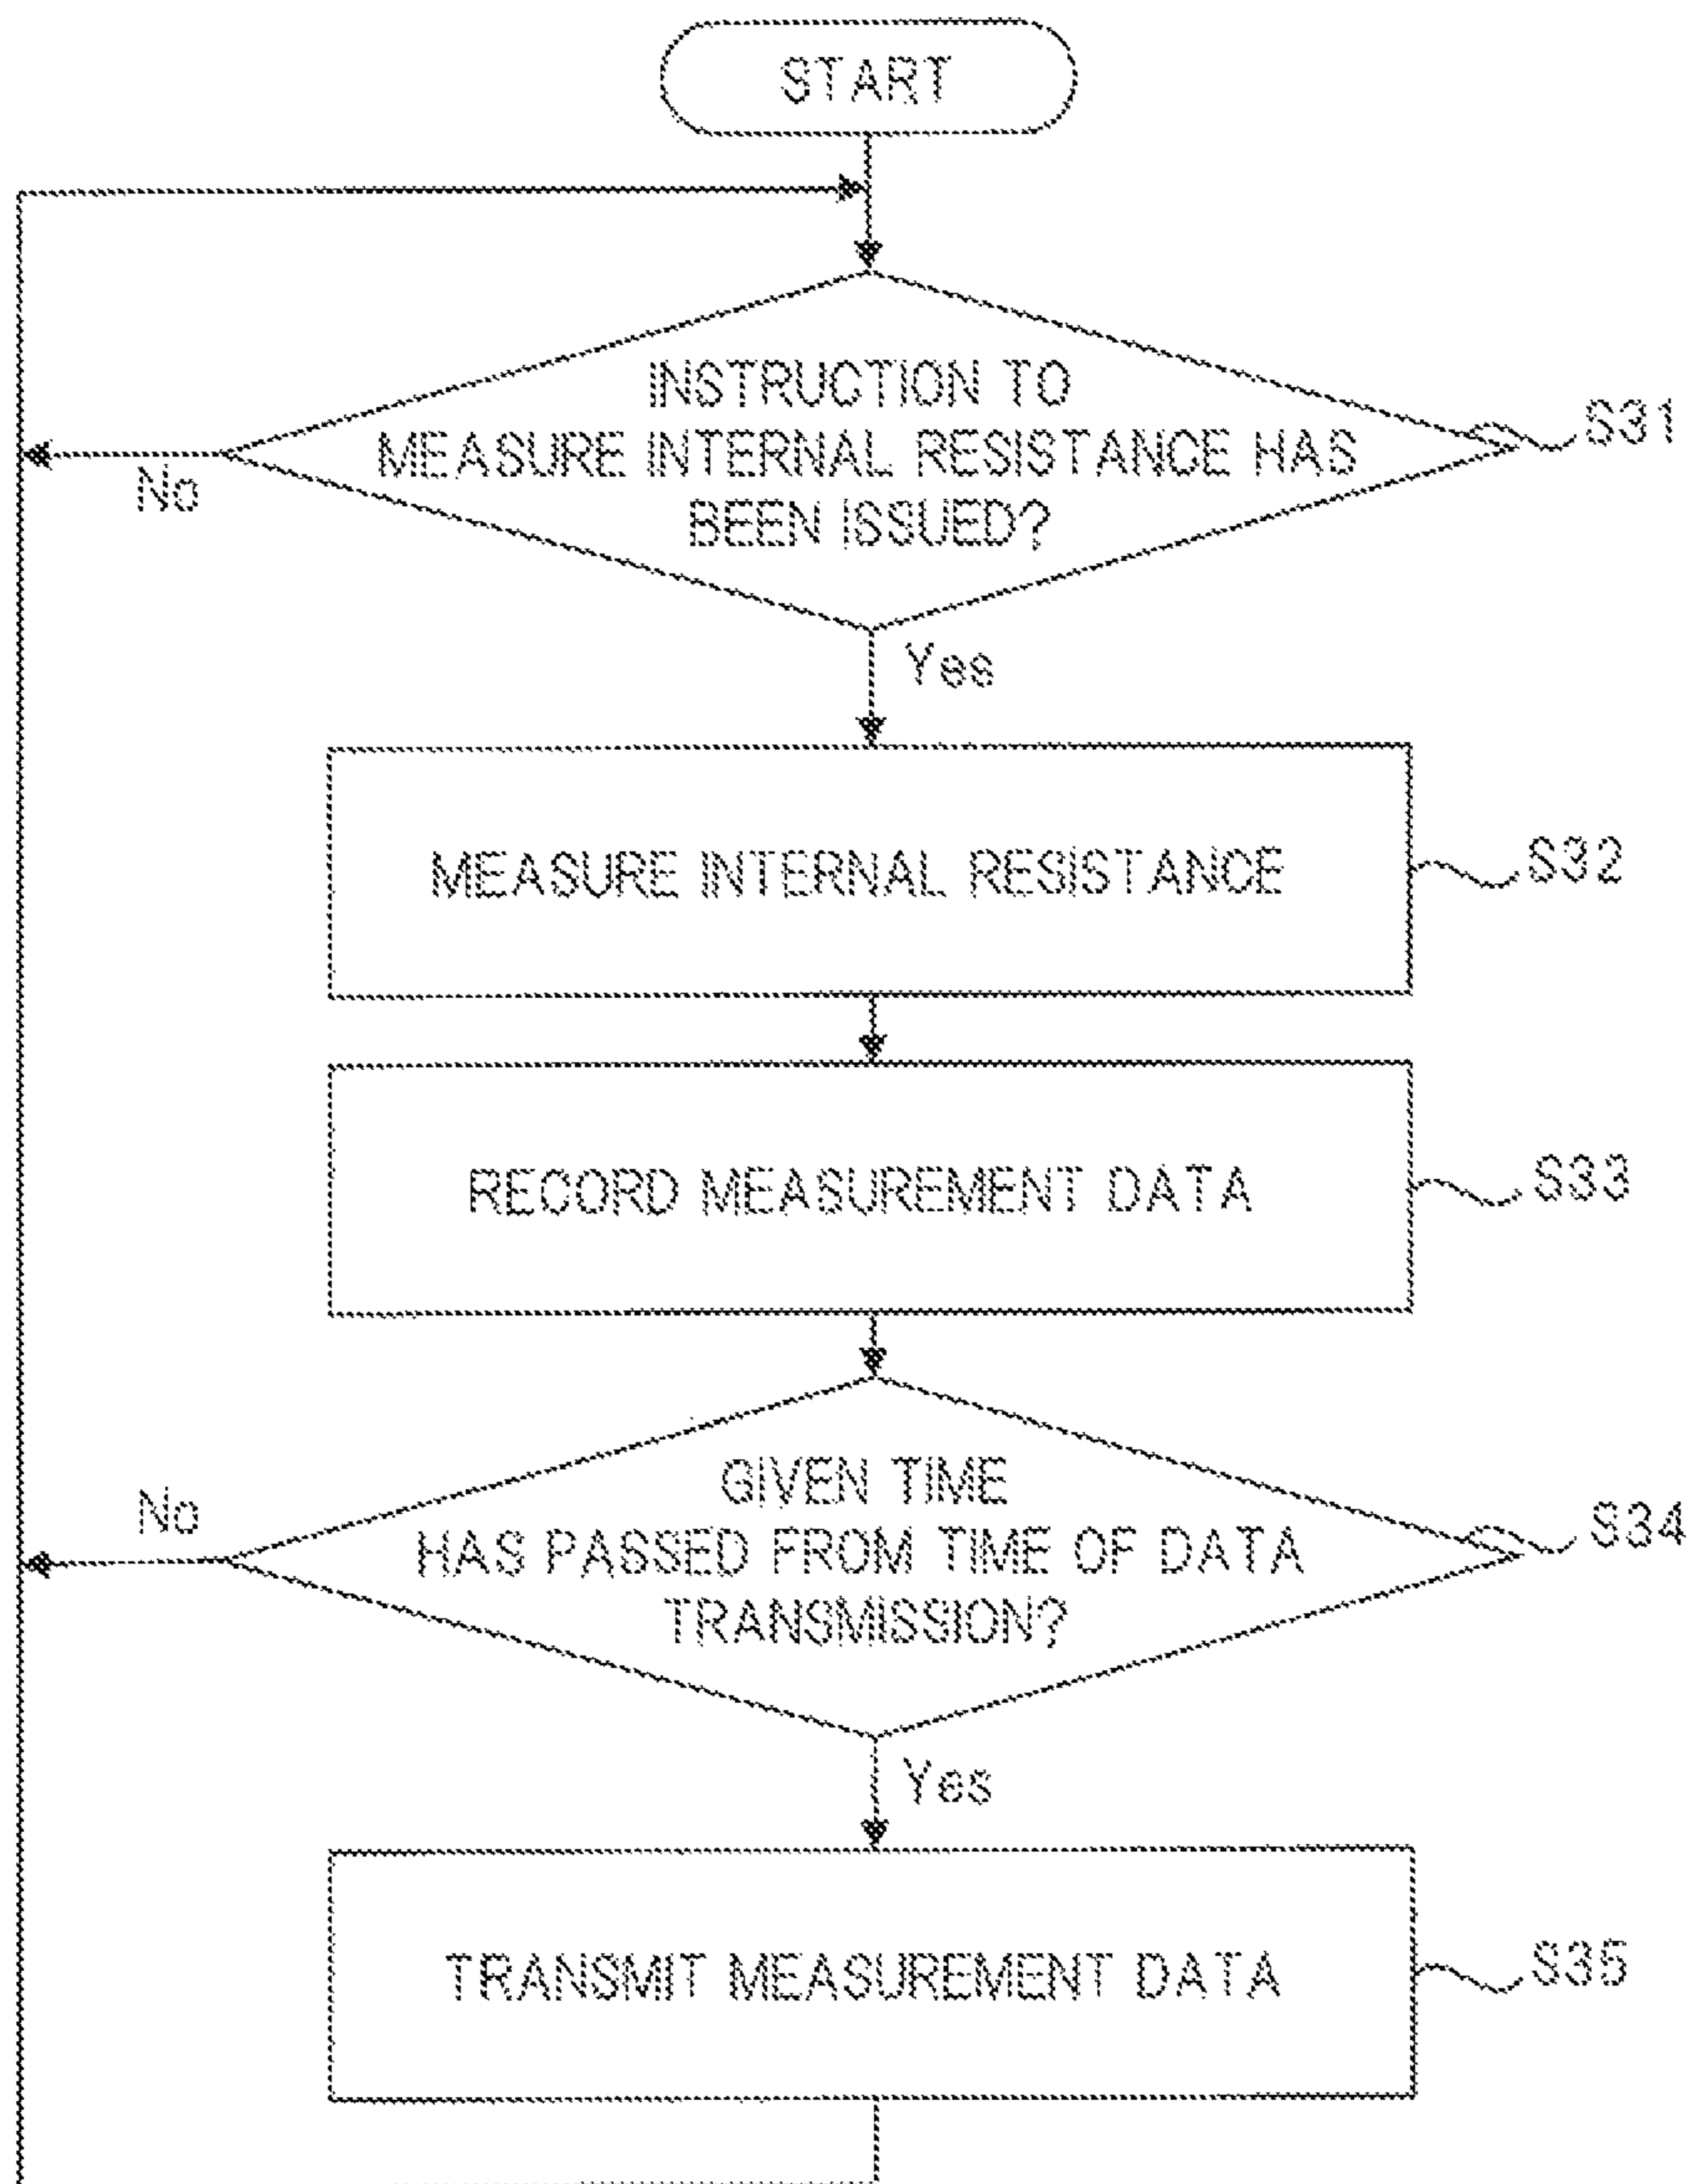 START
INSTRUCTION TO
MEASURE INTERNAL RESISTANCE HAS
BEEN ISSUED?
S31
No
Yes
MEASURE INTERNAL RESISTANCE
S32
RECORD MEASUREMENT DATA
S33
GIVEN TIME
HAS PASSED FROM TIME OF DATA
TRANSMISSION?
S34
No
Yes
TRANSMIT MEASUREMENT DATA
S35